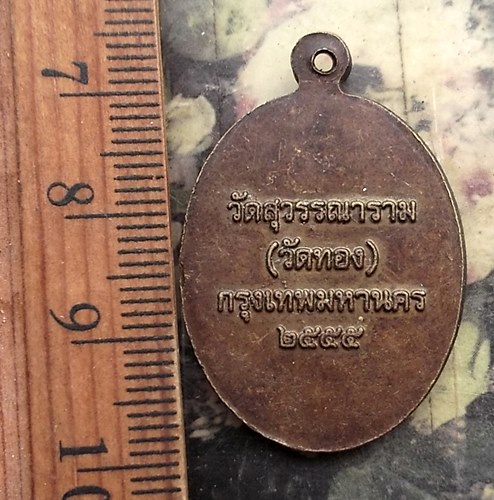 7
8
9
10
วัดสุวรรณาราม
(วัดทอง)
กรุงเทพมหานคร
๒๕๕๕